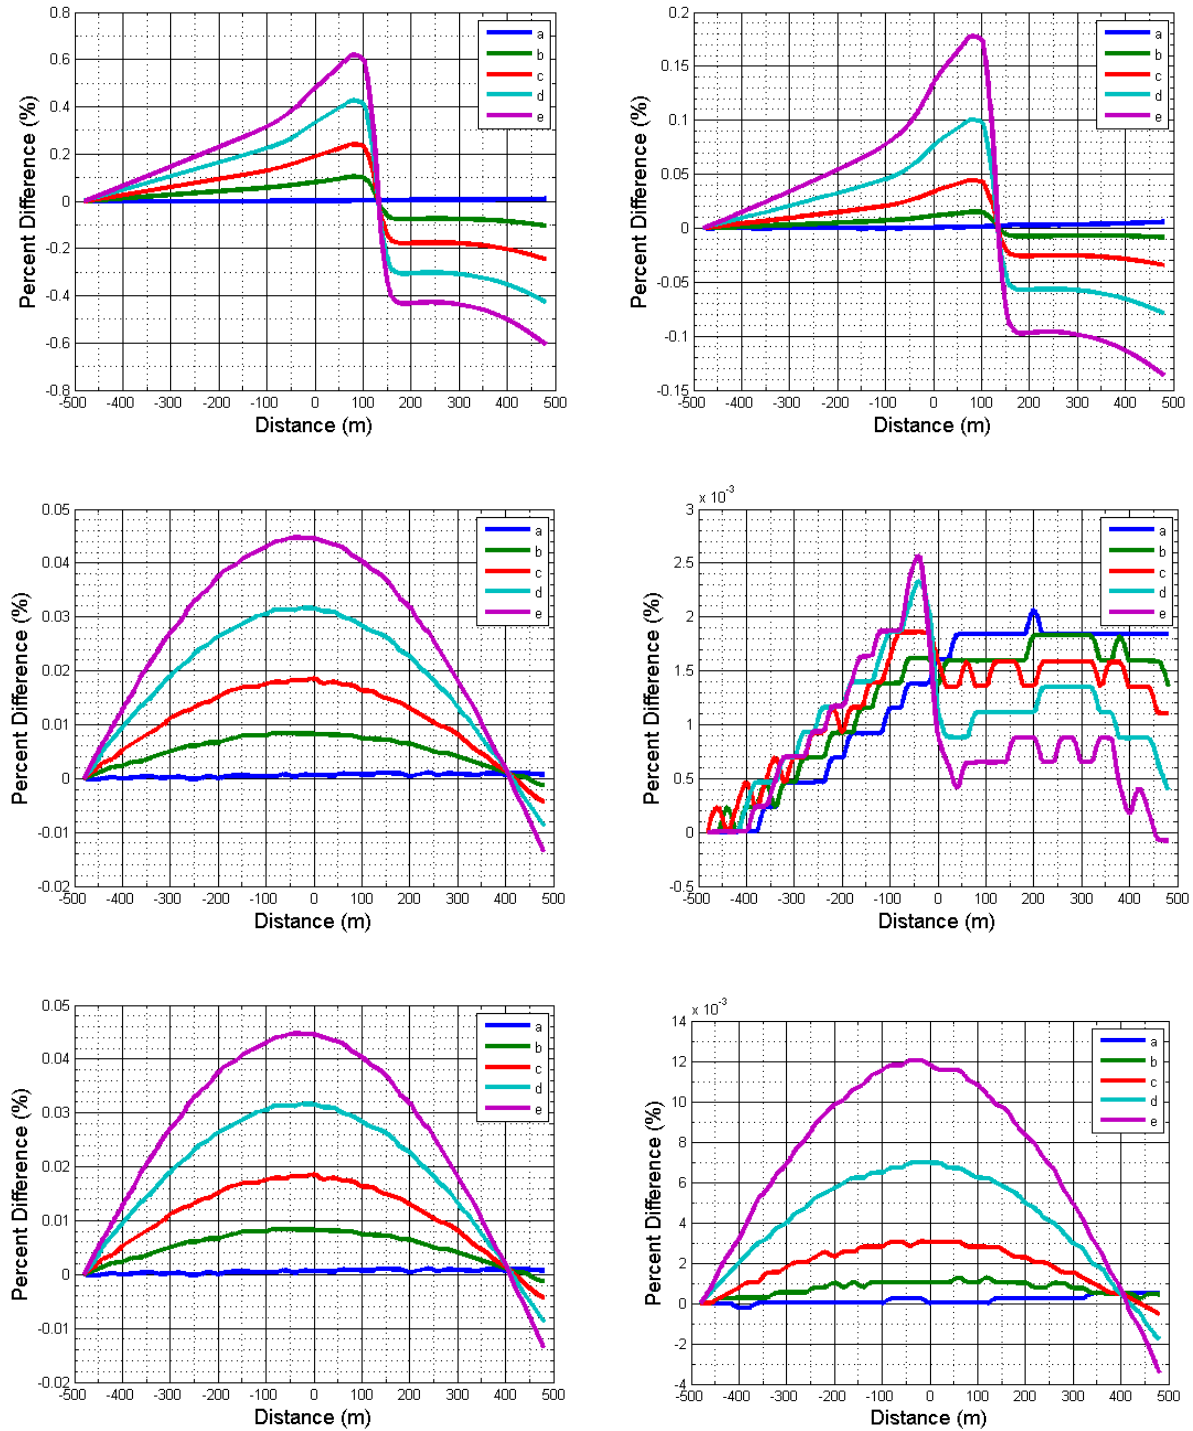 0.8
0.6
0.4
0.2
0
-0.2
-0.4
-0.6
-0.8
-500 -400 -300 -200 -100 0 100 200 300 400 500
Percent Difference (%)
Distance (m)
a
b
c
d
e
0.2
0.15
0.1
0.05
0
-0.05
-0.1
-0.15
-500 -400 -300 -200 -100 0 100 200 300 400 500
Percent Difference (%)
Distance (m)
a
b
c
d
e
0.05
0.04
0.03
0.02
0.01
0
-0.01
-0.02
-500 -400 -300 -200 -100 0 100 200 300 400 500
Percent Difference (%)
Distance (m)
a
b
c
d
e
x 10-3
3
2.5
2
1.5
1
0.5
0
-0.5
-500 -400 -300 -200 -100 0 100 200 300 400 500
Percent Difference (%)
Distance (m)
a
b
c
d
e
0.05
0.04
0.03
0.02
0.01
0
-0.01
-0.02
-500 -400 -300 -200 -100 0 100 200 300 400 500
Percent Difference (%)
Distance (m)
a
b
c
d
e
x 10-3
14
12
10
8
6
4
2
0
-2
-4
-500 -400 -300 -200 -100 0 100 200 300 400 500
Percent Difference (%)
Distance (m)
a
b
c
d
e